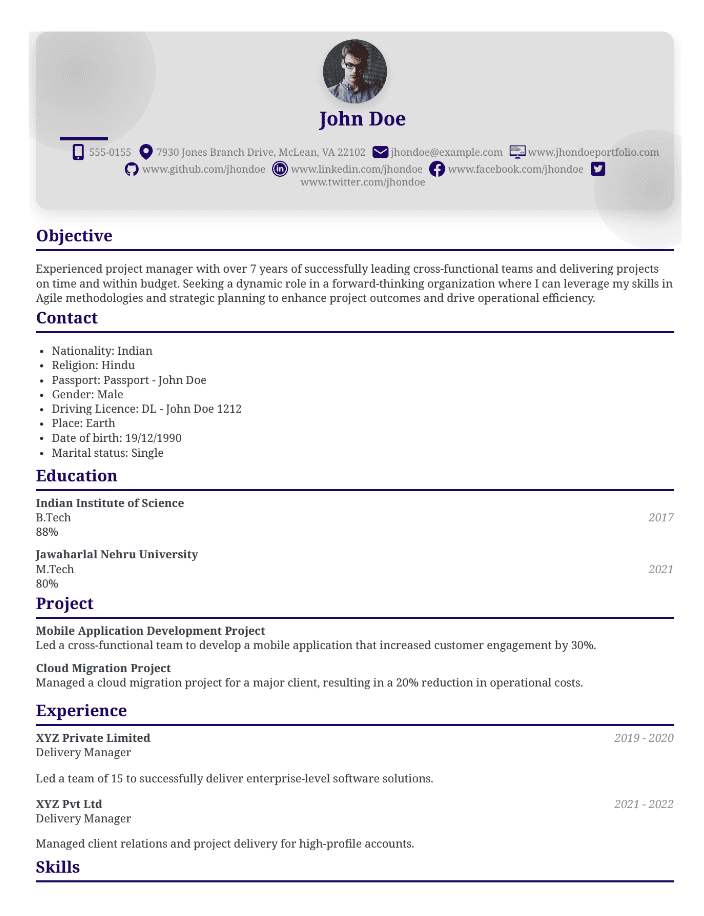 John Doe
555-0155 7930 Jones Branch Drive, McLean, VA 22102 jhondoe@example.com www.jhondoeportfolio.com
www.github.com/jhondoe www.linkedin.com/jhondoe www.facebook.com/jhondoe
www.twitter.com/jhondoe
Objective
Experienced project manager with over 7 years of successfully leading cross-functional teams and delivering projects
on time and within budget. Seeking a dynamic role in a forward-thinking organization where I can leverage my skills in
Agile methodologies and strategic planning to enhance project outcomes and drive operational efficiency.
Contact
• Nationality: Indian
• Religion: Hindu
• Passport: Passport - John Doe
• Gender: Male
• Driving Licence: DL - John Doe 1212
• Place: Earth
• Date of birth: 19/12/1990
• Marital status: Single
Education
Indian Institute of Science
B.Tech 2017
88%
Jawaharlal Nehru University
M.Tech 2021
80%
Project
Mobile Application Development Project
Led a cross-functional team to develop a mobile application that increased customer engagement by 30%.
Cloud Migration Project
Managed a cloud migration project for a major client, resulting in a 20% reduction in operational costs.
Experience
XYZ Private Limited 2019 - 2020
Delivery Manager
Led a team of 15 to successfully deliver enterprise-level software solutions.
XYZ Pvt Ltd 2021 - 2022
Delivery Manager
Managed client relations and project delivery for high-profile accounts.
Skills